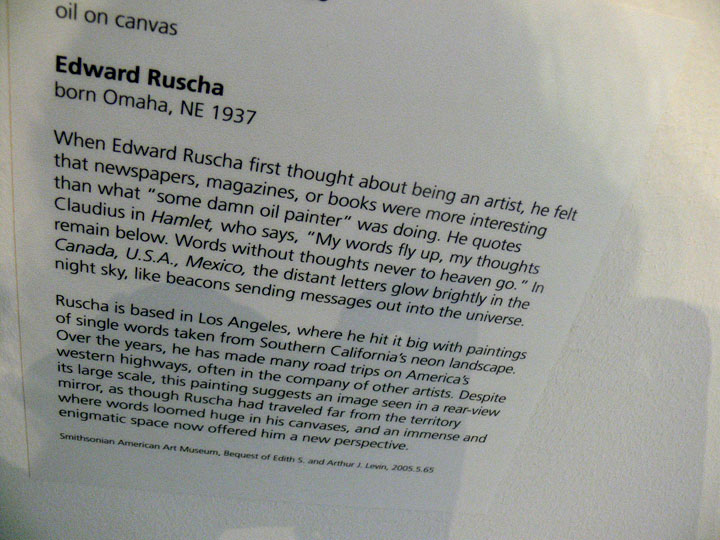 oil on canvas
Edward Ruscha
born Omaha, NE 1937
When Edward Ruscha first thought about being an artist, he felt
that newspapers, magazines, or books were more interesting
than what “some damn oil painter” was doing. He quotes
Claudius in Hamlet, who says, “My words fly up, my thoughts
remain below. Words without thoughts never to heaven go.” In
Canada, U.S.A., Mexico, the distant letters glow brightly in the
night sky, like beacons sending messages out into the universe.
Ruscha is based in Los Angeles, where he hit it big with paintings
of single words taken from Southern California’s neon landscape.
Over the years, he has made many road trips on America’s
western highways, often in the company of other artists. Despite
its large scale, this painting suggests an image seen in a rear-view
mirror, as though Ruscha had traveled far from the territory
where words loomed huge in his canvases, and an immense and
enigmatic space now offered him a new perspective.
Smithsonian American Art Museum, Bequest of Edith S. and Arthur J. Levin, 2005.5.65